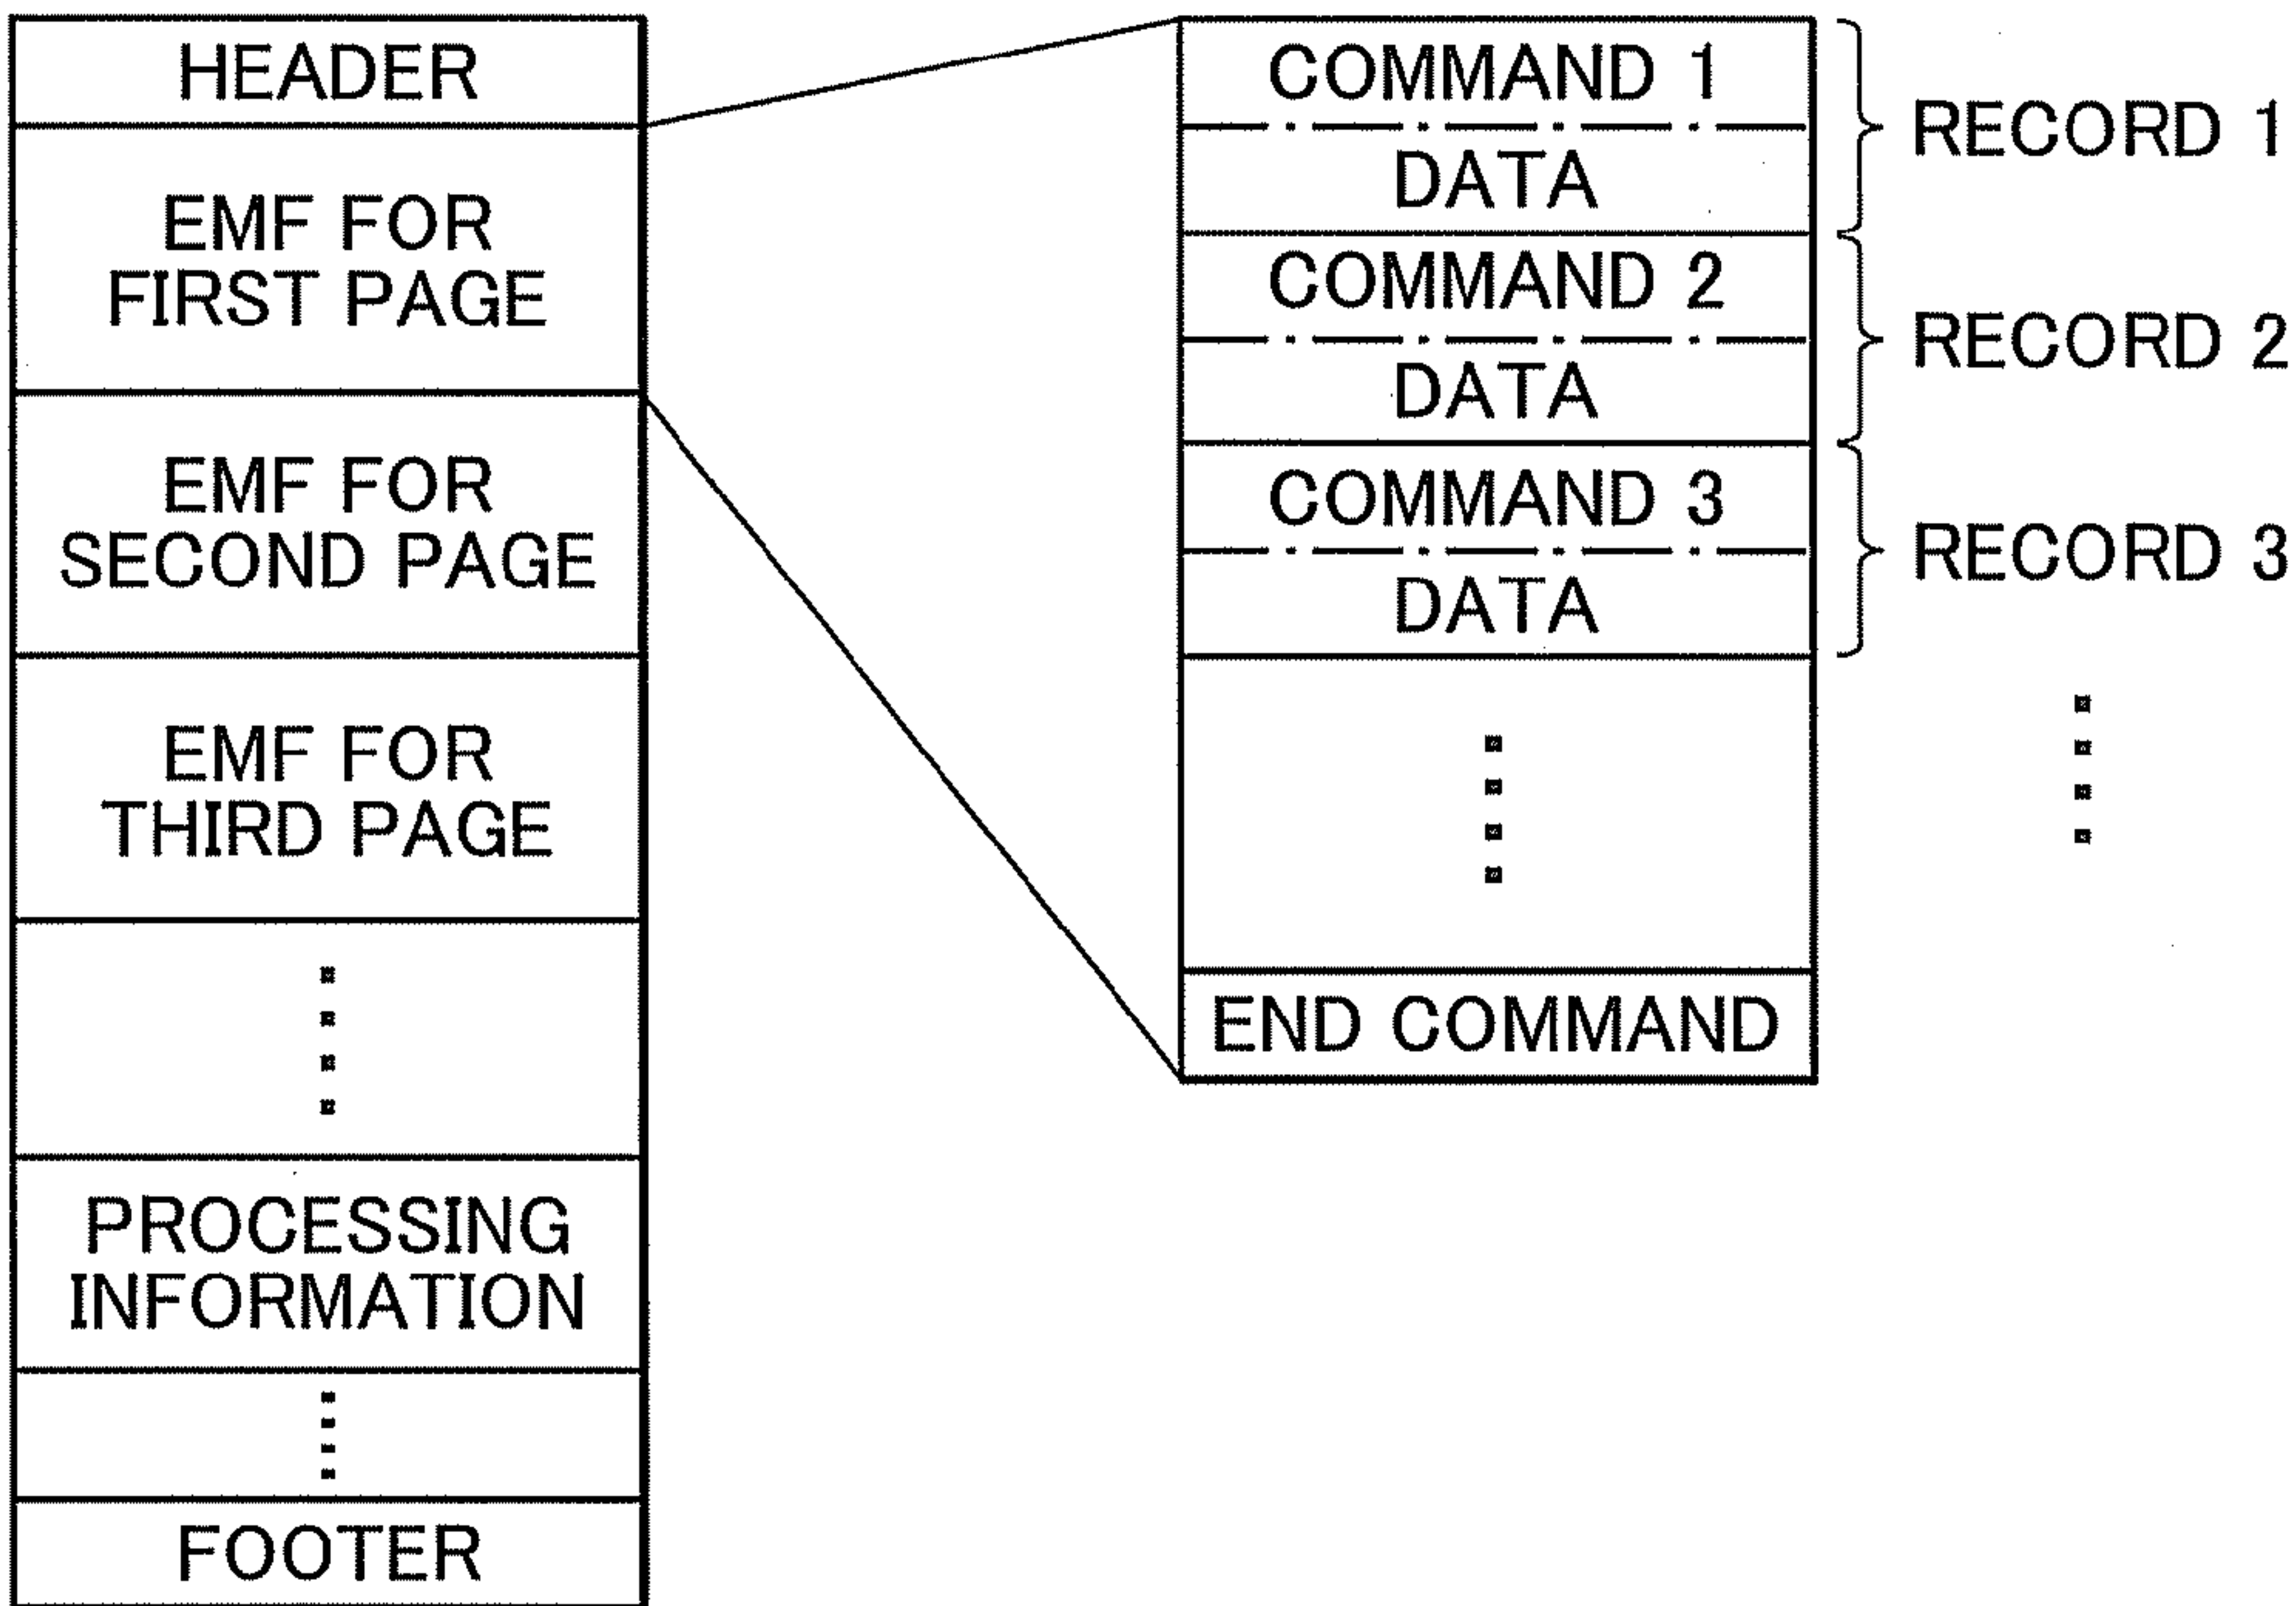 HEADER
EMF FOR
FIRST PAGE
EMF FOR
SECOND PAGE
EMF FOR
THIRD PAGE
PROCESSING
INFORMATION
FOOTER
COMMAND 1
DATA
RECORD 1
COMMAND 2
DATA
RECORD 2
COMMAND 3
DATA
RECORD 3
END COMMAND